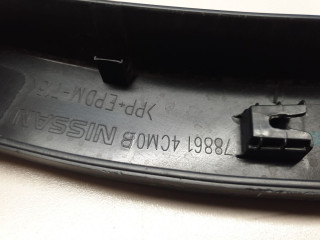 >PP+EPDM-T
NISSAN
78861 4CM0B